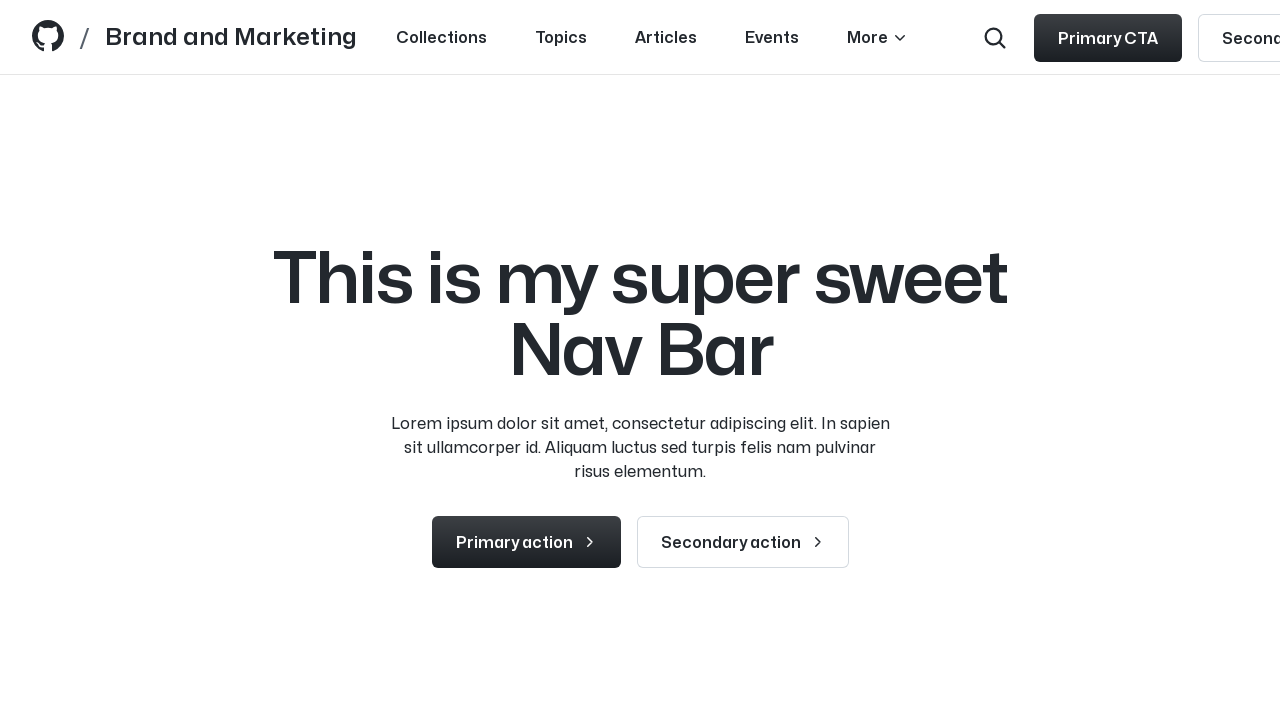 / Brand and Marketing Collections Topics Articles Events More Primary CTA
This is my super sweet
Nav Bar
Lorem ipsum dolor sit amet, consectetur adipiscing elit. In sapien
sit ullamcorper id. Aliquam luctus sed turpis felis nam pulvinar
risus elementum.
Primary action Secondary action